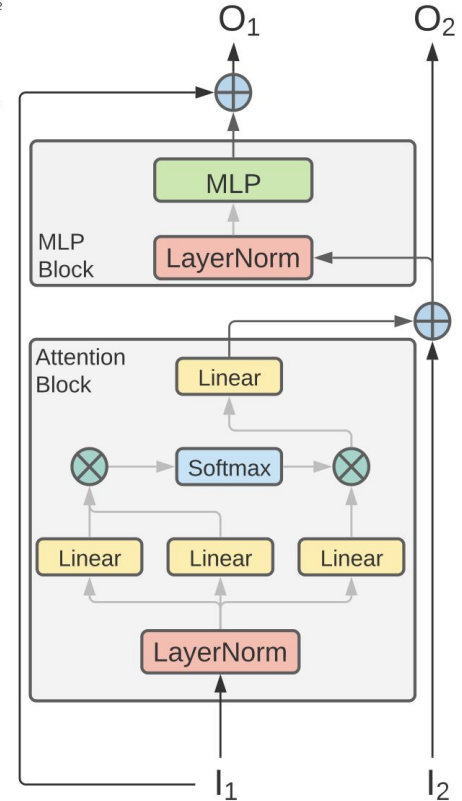 O1 O2
MLP
MLP
Block
LayerNorm
Attention
Block
Linear
Softmax
Linear Linear Linear
LayerNorm
I1 I2